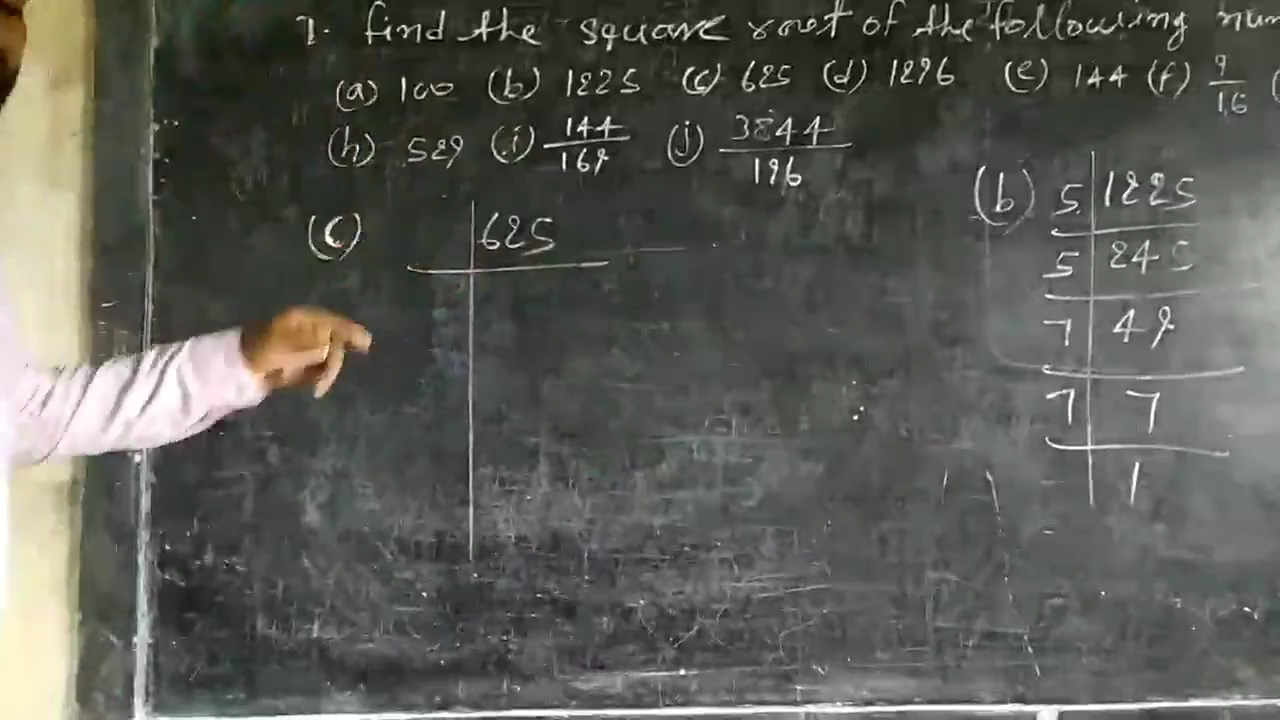 7. find the square root of the following num
(a) 100 (b) 1225 (c) 625 (d) 1296 (e) 144 (f) 9/16 (
(h) 529 (i) 144/169 (j) 3844/196
(c) 625
(b) 5 1225
5 245
7 49
7 7
1